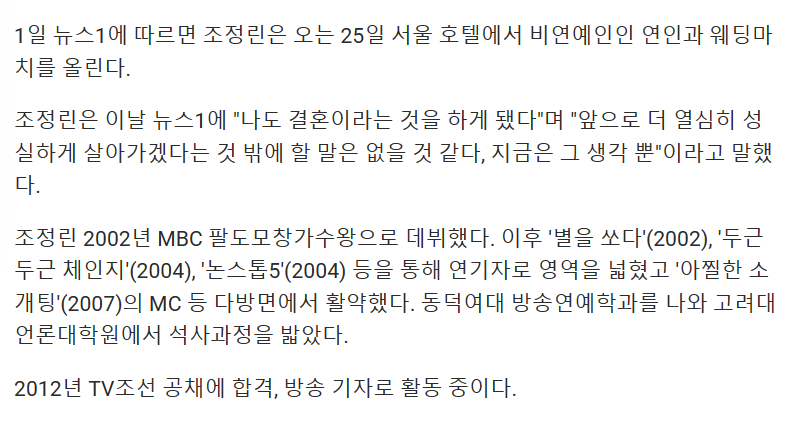 1일 뉴스1에 따르면 조정린은 오는 25일 서울 호텔에서 비연예인인 연인과 웨딩마
치를 올린다.
조정린은 이날 뉴스1에 "나도 결혼이라는 것을 하게 됐다"며 "앞으로 더 열심히 성
실하게 살아가겠다는 것 밖에 할 말은 없을 것 같다, 지금은 그 생각 뿐"이라고 말했
다.
조정린 2002년 MBC 팔도모창가수왕으로 데뷔했다. 이후 '별을 쏘다'(2002), '두근
두근 체인지'(2004), '논스톱5'(2004) 등을 통해 연기자로 영역을 넓혔고 '아찔한 소
개팅'(2007)의 MC 등 다방면에서 활약했다. 동덕여대 방송연예학과를 나와 고려대
언론대학원에서 석사과정을 밟았다.
2012년 TV조선 공채에 합격, 방송 기자로 활동 중이다.